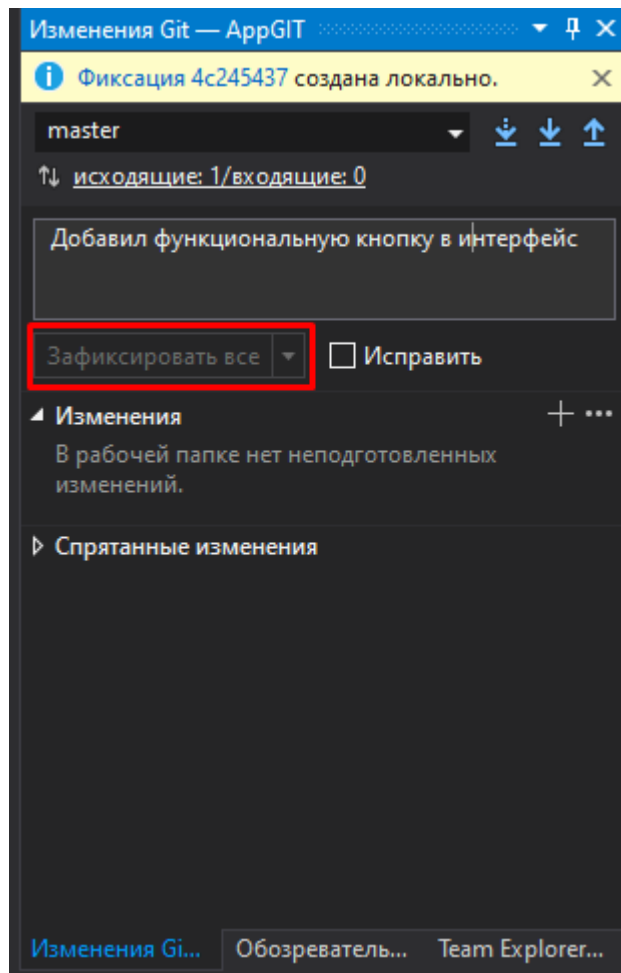 Изменения Git — AppGIT
Фиксация 4c245437 создана локально.
master
исходящие: 1/входящие: 0
Добавил функциональную кнопку в интерфейс
Зафиксировать все
Исправить
Изменения
В рабочей папке нет неподготовленных
изменений.
Спрятанные изменения
Изменения Gi... Обозреватель... Team Explorer...